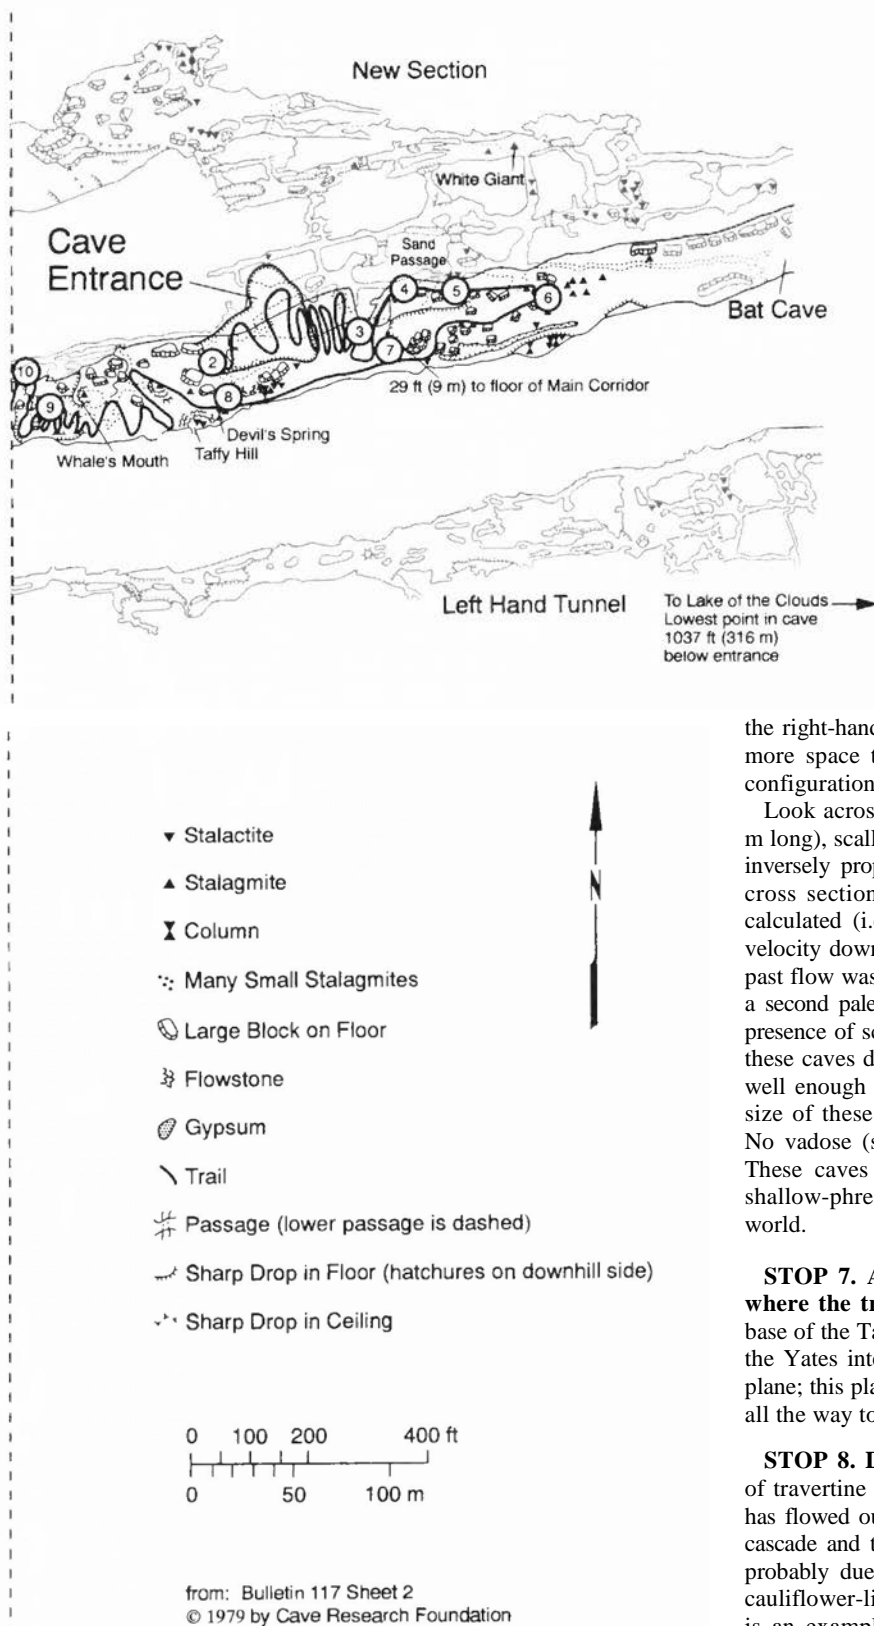 New Section
White Giant
Cave
Entrance
Sand
Passage
4
5
6
3
7
2
8
10
9
Bat Cave
29 ft (9 m) to floor of Main Corridor
Devil's Spring
Taffy Hill
Whale's Mouth
Left Hand Tunnel
To Lake of the Clouds
Lowest point in cave
1037 ft (316 m)
below entrance
Stalactite
Stalagmite
Column
Many Small Stalagmites
Large Block on Floor
Flowstone
Gypsum
Trail
Passage (lower passage is dashed)
Sharp Drop in Floor (hatchures on downhill side)
Sharp Drop in Ceiling
N
0 100 200 400 ft
0 50 100 m
from: Bulletin 117 Sheet 2
© 1979 by Cave Research Foundation
the right-hand
more space t
configuration
Look acros
m long), scall
inversely prop
cross section
calculated (i.
velocity down
past flow was
a second pale
presence of sc
these caves d
well enough
size of these
No vadose (s
These caves
shallow-phre
world.
STOP 7. A
where the tr
base of the Ta
the Yates inte
plane; this pla
all the way to
STOP 8. D
of travertine
has flowed ou
cascade and t
probably due
cauliflower-li
is an exampl